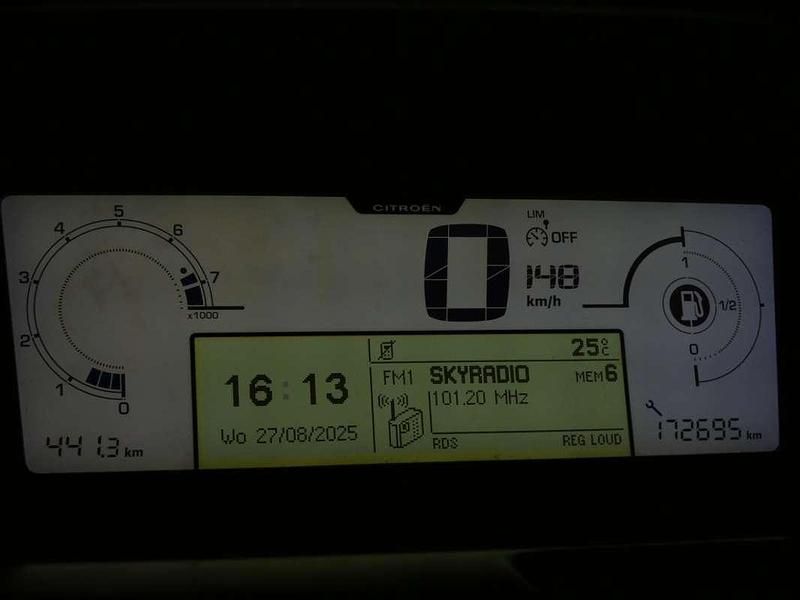 CITROËN
0
1
2
3
4
5
6
7
x1000
441.3 km
0
LIM
OFF
148
km/h
1
1/2
0
172695 km
16:13
Wo 27/08/2025
25°C
FM1 SKYRADIO MEM6
101.20 MHz
RDS REG LOUD